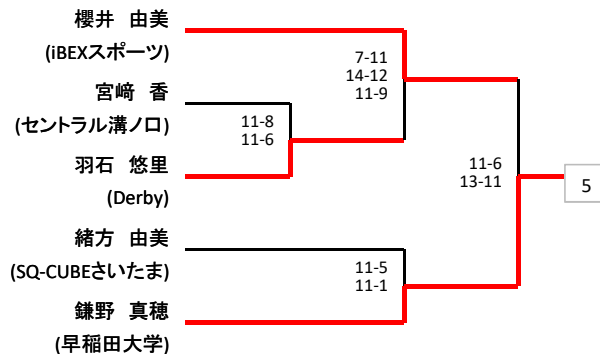 櫻井　由美
(iBEXスポーツ)
宮﨑　香
(セントラル溝ノ口)
羽石　悠里
(Derby)
緒方　由美
(SQ-CUBEさいたま)
鎌野　真穂
(早稲田大学)
11-8
11-6
7-11
14-12
11-9
11-5
11-1
11-6
13-11
5